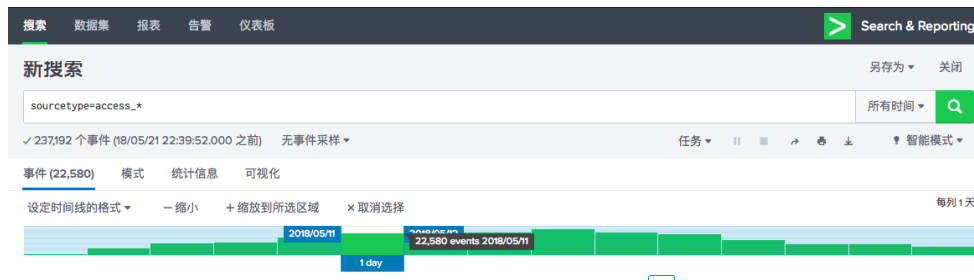 搜索 数据集 报表 告警 仪表板 > Search & Reporting
新搜索 另存为 关闭
sourcetype=access_* 所有时间
✓ 237,192 个事件 (18/05/21 22:39:52.000 之前) 无事件采样 任务 智能模式
事件 (22,580) 模式 统计信息 可视化
设定时间线的格式 — 缩小 + 缩放到所选区域 × 取消选择 每列 1 天
2018/05/11
22,580 events 2018/05/11
1 day